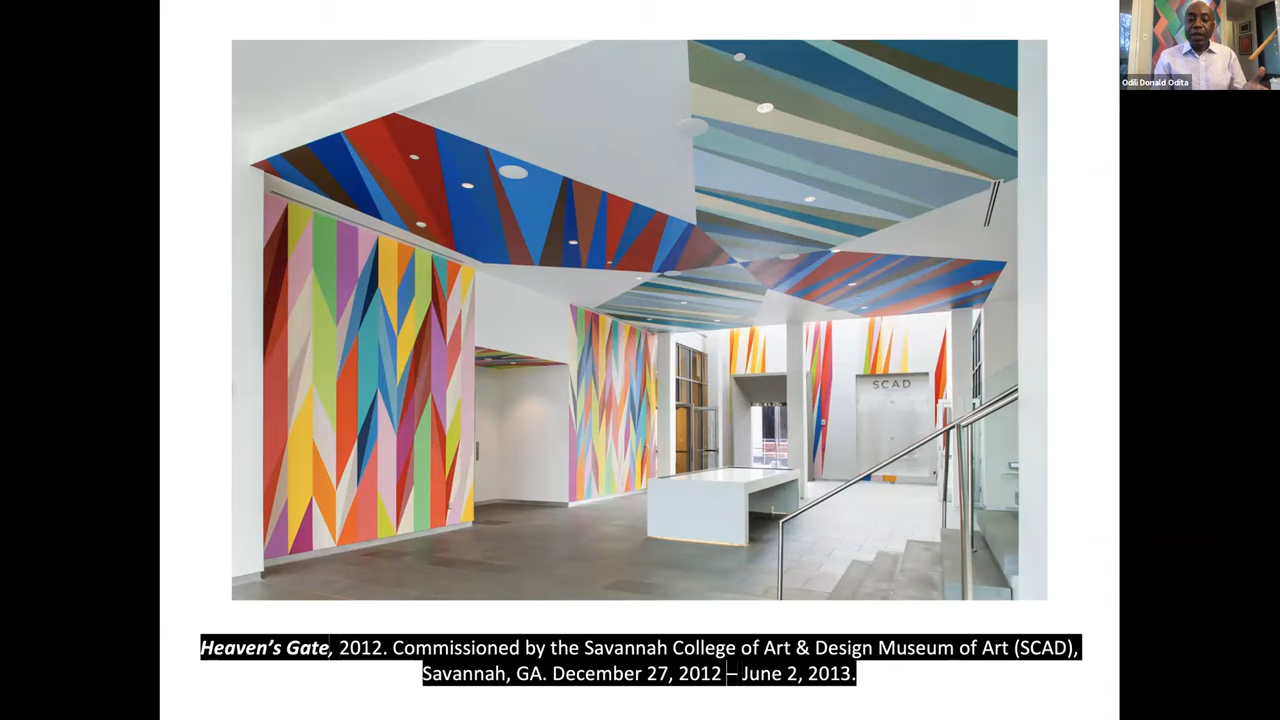 Odili Donald Odita
SCAD
Heaven's Gate, 2012. Commissioned by the Savannah College of Art & Design Museum of Art (SCAD),
Savannah, GA. December 27, 2012 – June 2, 2013.